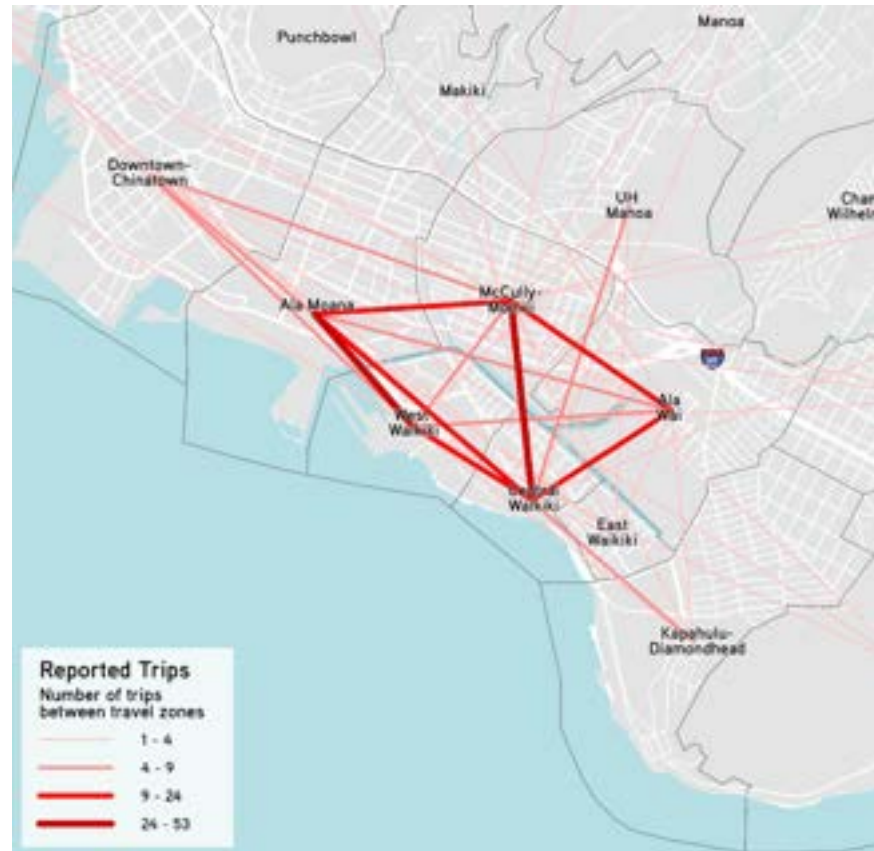 Manoa
Punchbowl
Makiki
Downtown-
Chinatown
UH
Manoa
Ala Moana
McCully-
Ala
Wai
West
Waikiki
Central
Waikiki
East
Waikiki
Kapahulu-
Diamondhead
Reported Trips
Number of trips
between travel zones
1 - 4
4 - 9
9 - 24
24 - 53